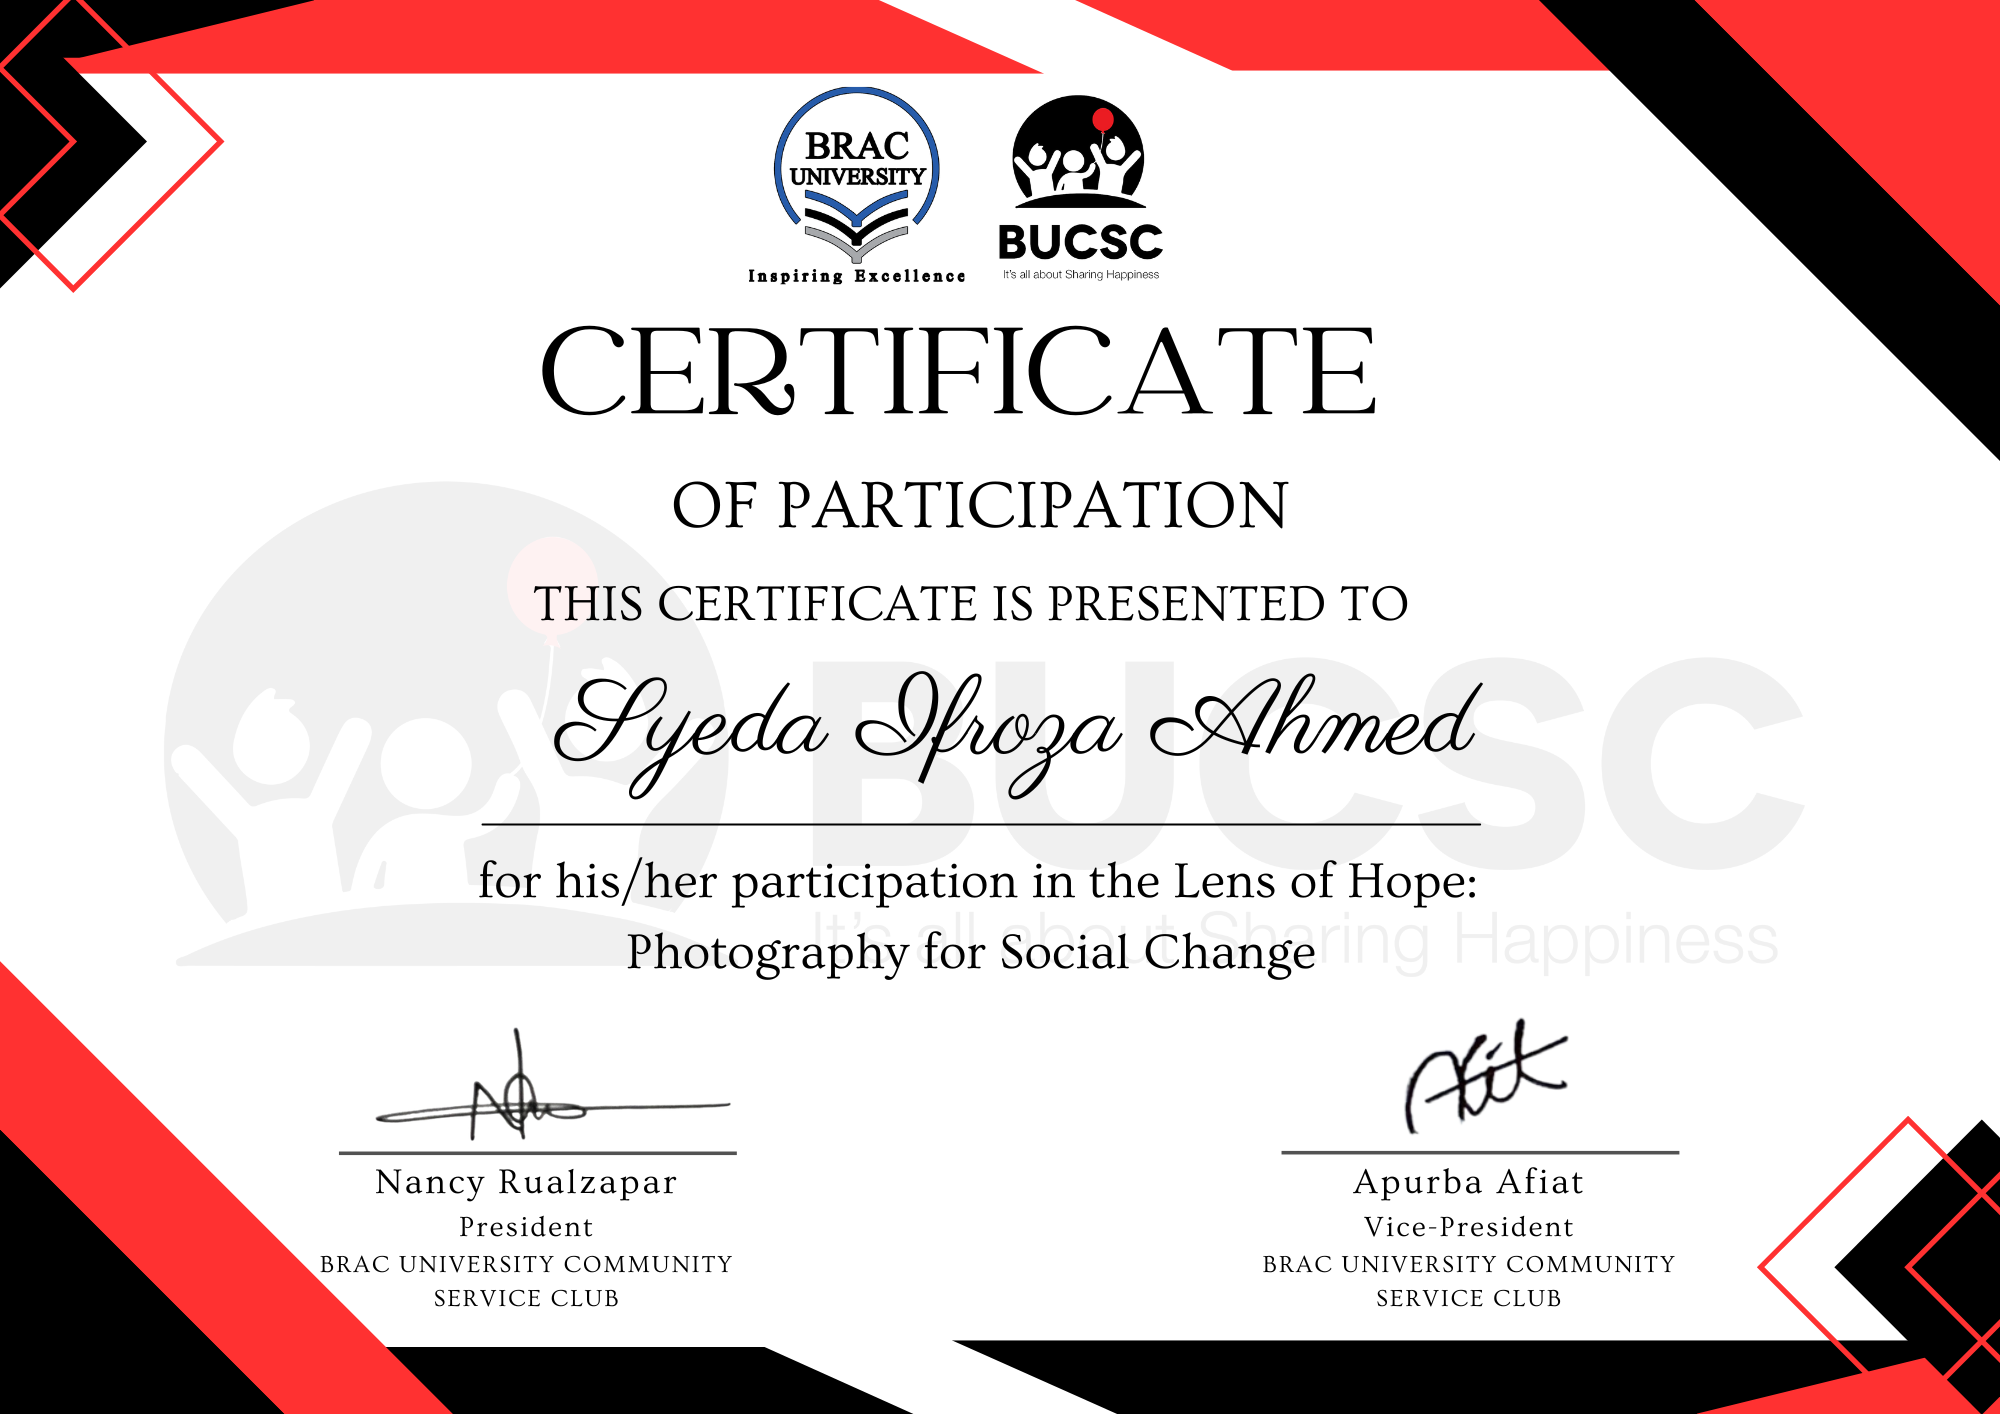 BRAC
UNIVERSITY
Inspiring Excellence
BUCSC
It's all about Sharing Happiness
CERTIFICATE
OF PARTICIPATION
THIS CERTIFICATE IS PRESENTED TO
Syeda Ifroza Ahmed
for his/her participation in the Lens of Hope:
Photography for Social Change
BUCSC
It's all about Sharing Happiness
Nancy Rualzapar
President
BRAC UNIVERSITY COMMUNITY
SERVICE CLUB
Afiat
Apurba Afiat
Vice-President
BRAC UNIVERSITY COMMUNITY
SERVICE CLUB